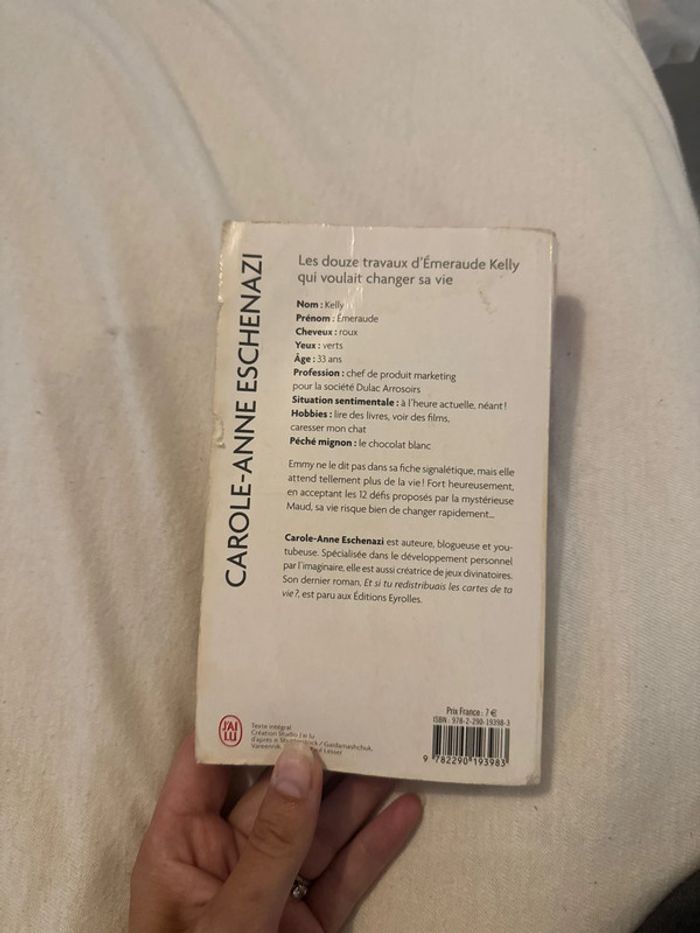 CAROLE-ANNE ESCHENAZI
Les douze travaux d'Émeraude Kelly
qui voulait changer sa vie
Nom : Kelly
Prénom : Émeraude
Cheveux : roux
Yeux : verts
Âge : 33 ans
Profession : chef de produit marketing
pour la société Dulac Arrosoirs
Situation sentimentale : à l'heure actuelle, néant !
Hobbies : lire des livres, voir des films,
caresser mon chat
Péché mignon : le chocolat blanc
Emmy ne le dit pas dans sa fiche signalétique, mais elle
attend tellement plus de la vie ! Fort heureusement,
en acceptant les 12 défis proposés par la mystérieuse
Maud, sa vie risque bien de changer rapidement...
Carole-Anne Eschenazi est auteure, blogueuse et you-
tubeuse. Spécialisée dans le développement personnel
par l'imaginaire, elle est aussi créatrice de jeux divinatoires.
Son dernier roman, Et si tu redistribuais les cartes de ta
vie ?, est paru aux Éditions Eyrolles.
J'AI
LU
Texte intégral
Création Studio J'ai lu
d'après © / Gaidamashchuk,
Lesser
Prix France : 7 €
ISBN : 978-2-290-19398-3
9 782290 193983